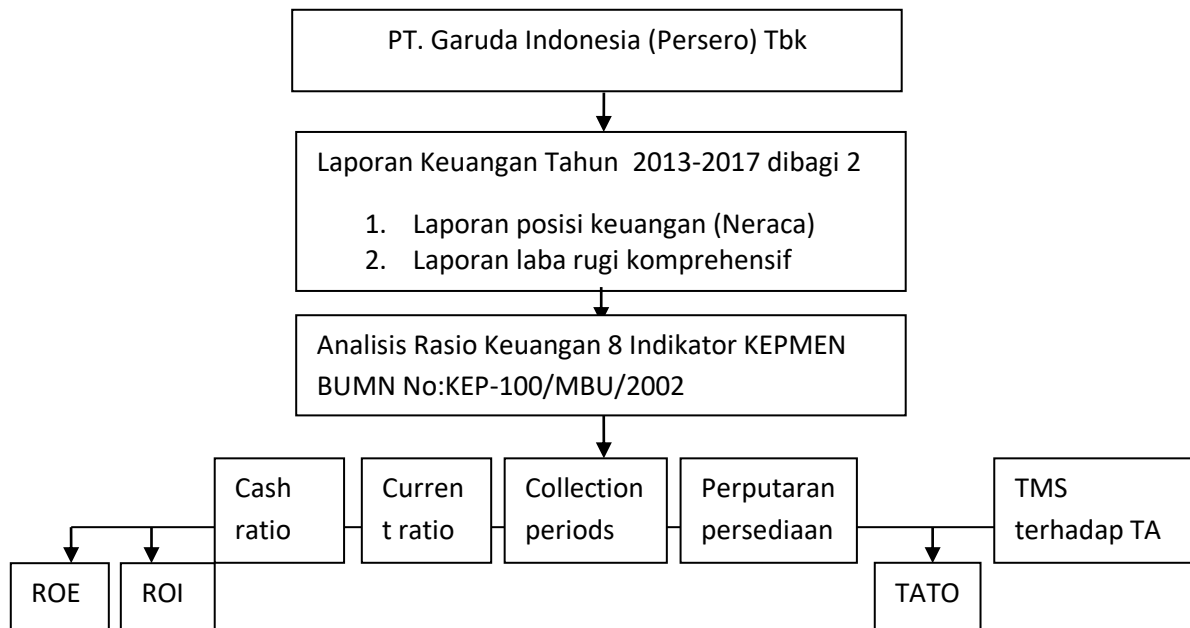 PT. Garuda Indonesia (Persero) Tbk
Laporan Keuangan Tahun 2013-2017 dibagi 2
1. Laporan posisi keuangan (Neraca)
2. Laporan laba rugi komprehensif
Analisis Rasio Keuangan 8 Indikator KEPMEN
BUMN No:KEP-100/MBU/2002
Cash
ratio
Curren
t ratio
Collection
periods
Perputaran
persediaan
TMS
terhadap TA
ROE
ROI
TATO